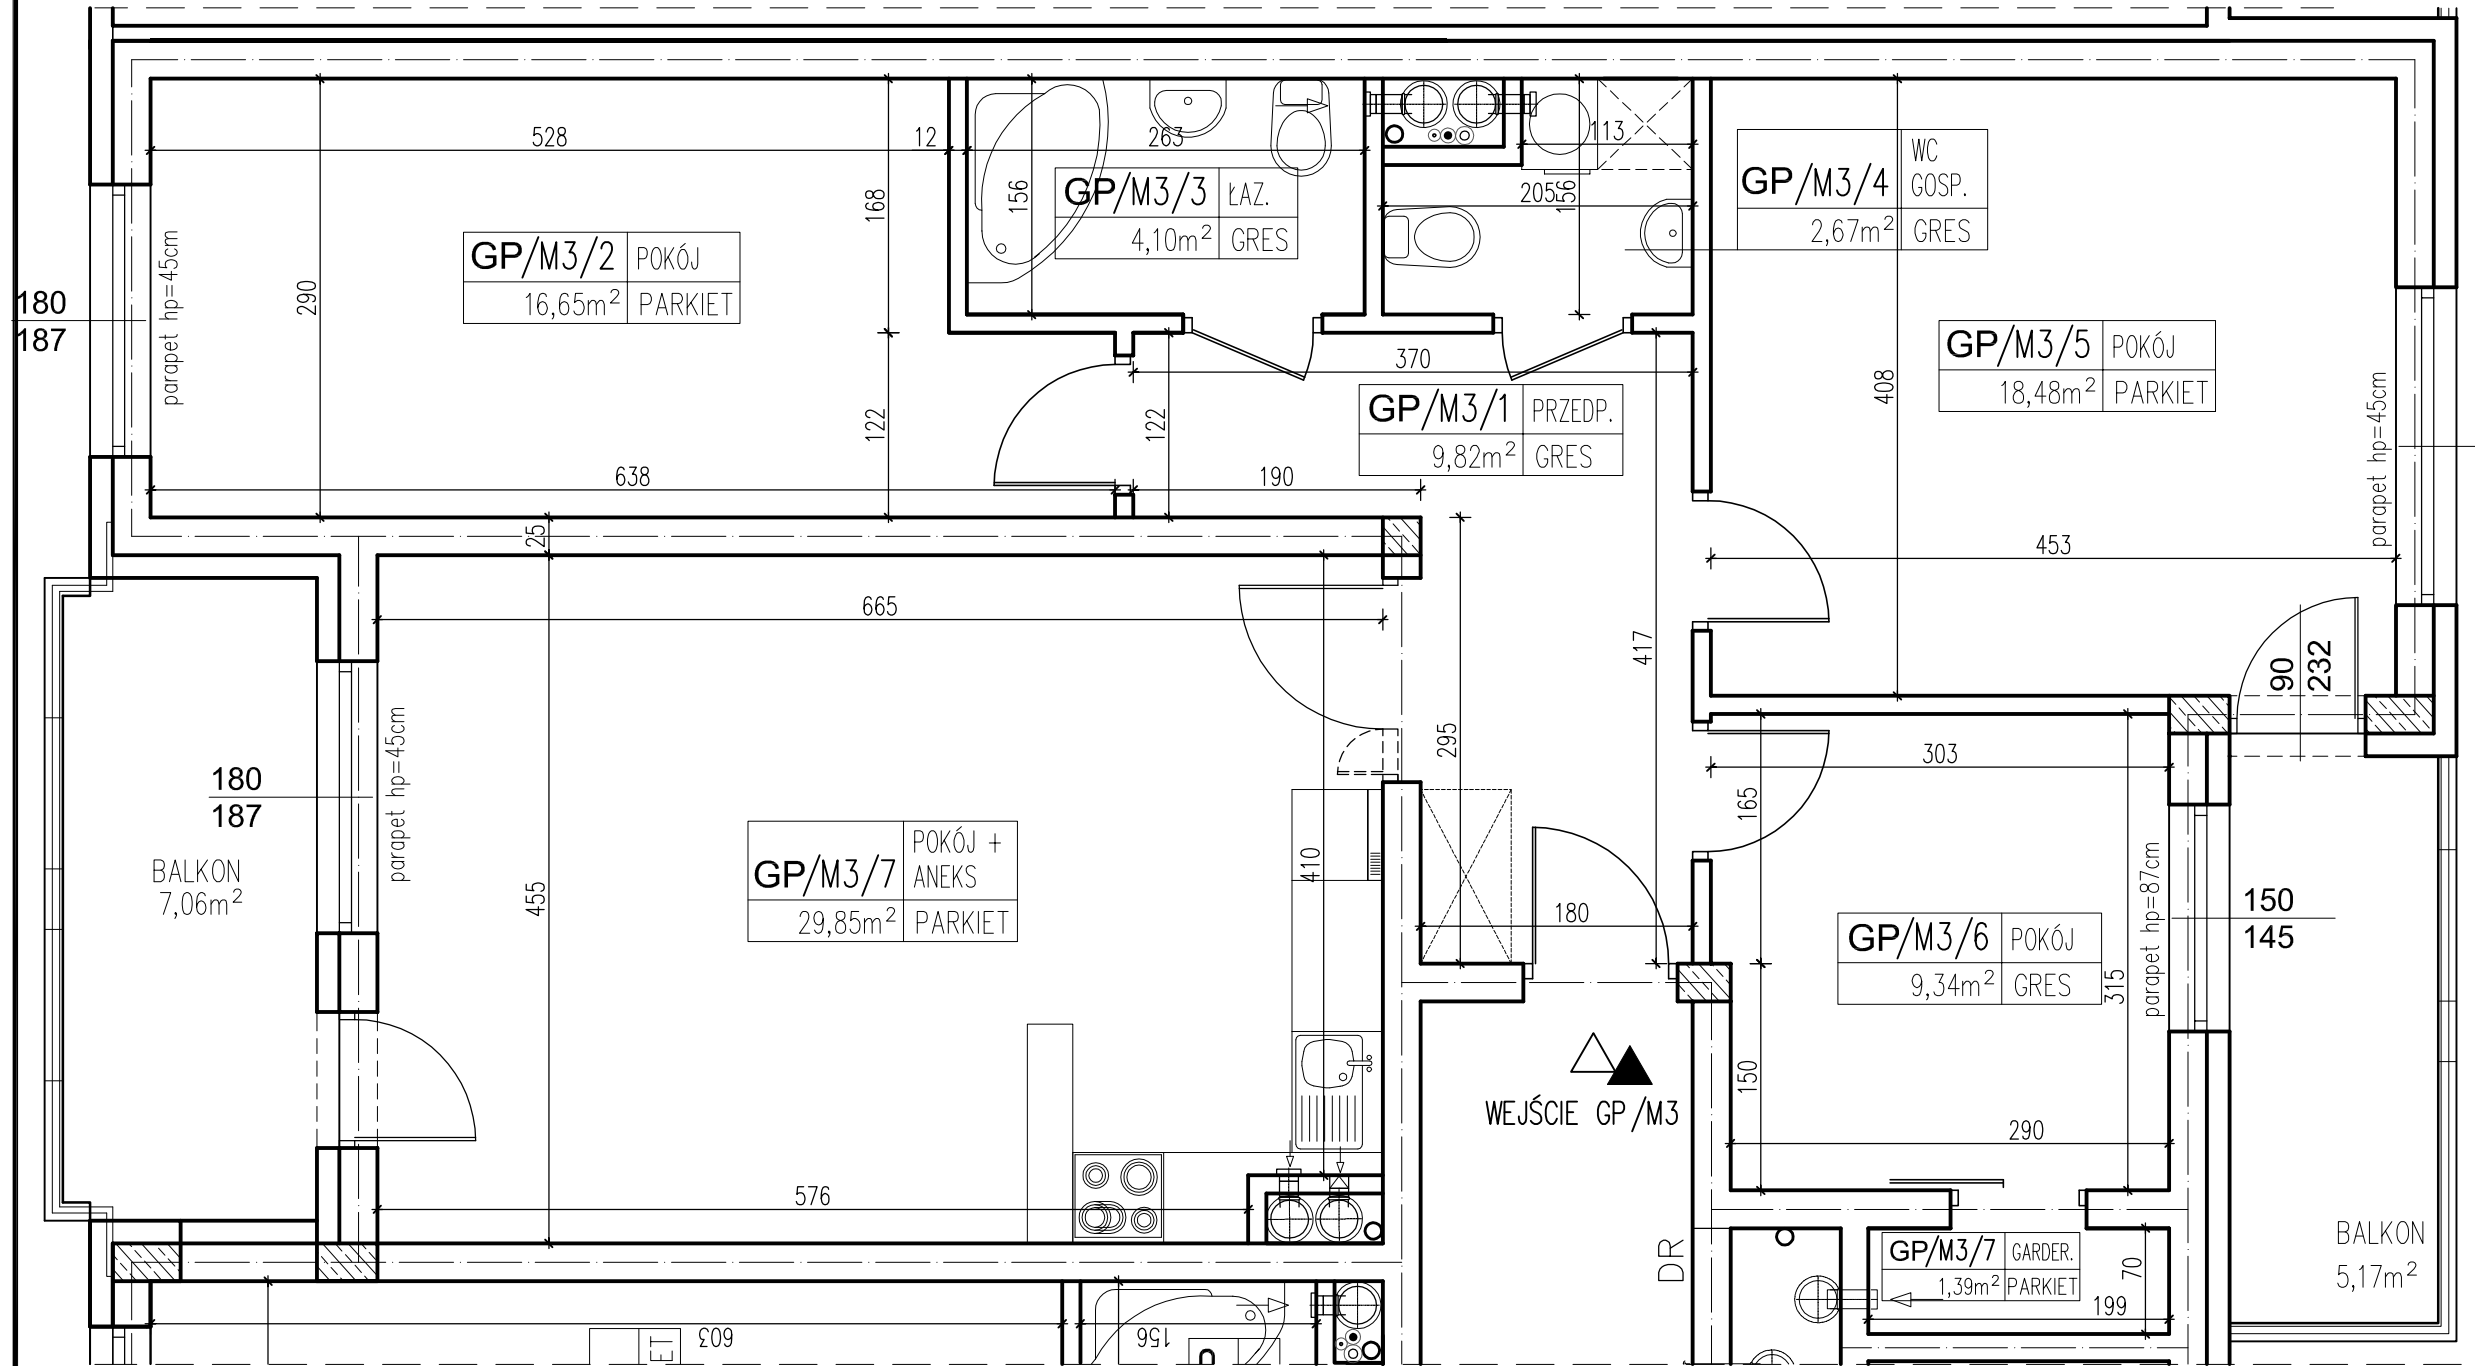 528
12
263
113
290
168
156
205
156
GP/M3/2 POKÓJ
16,65m² PARKIET
GP/M3/3 ŁAZ.
4,10m² GRES
GP/M3/4 WC
GOSP.
2,67m² GRES
180
187
parapet hp=45cm
370
GP/M3/1 PRZEDP.
9,82m² GRES
408
GP/M3/5 POKÓJ
18,48m² PARKIET
parapet hp=45cm
122
122
638
190
25
453
665
417
90
232
295
303
165
180
187
parapet hp=45cm
BALKON
7,06m²
455
GP/M3/7 POKÓJ +
ANEKS
29,85m² PARKIET
410
180
GP/M3/6 POKÓJ
9,34m² GRES
315
parapet hp=87cm
150
145
150
WEJŚCIE GP/M3
290
576
DR
GP/M3/7 GARDER.
1,39m² PARKIET
70
199
BALKON
5,17m²
603
156